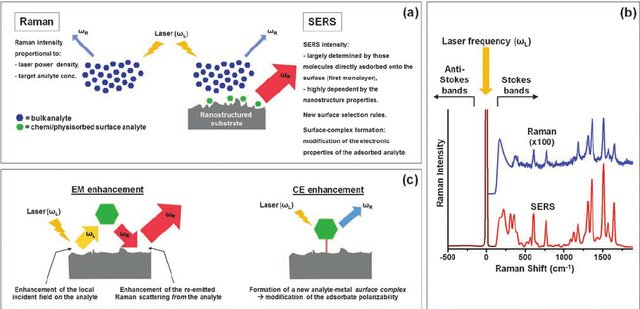 (a)
Raman
Laser (ωL)
SERS
ωR
ωR
ωR
Raman intensity
proportional to:
- laser power density,
- target analyte conc.
SERS intensity:
- largely determined by those
molecules directly asdorbed onto the
surface (first monolayer),
- highly dependent by the
nanostructure properties.
New surface selection rules.
Surface-complex formation:
modification of the electronic
properties of the adsorbed analyte.
= bulk analyte
= chemi/physisorbed surface analyte
Nanostructured
substrate
(c)
EM enhancement
Laser (ωL)
ωL
ωR
ωR
Enhancement of the local
incident field on the analyte
Enhancement of the re-emitted
Raman scattering from the analyte
CE enhancement
Laser (ωL)
ωR
Formation of a new analyte-metal surface complex
→ modification of the adsorbate polarizability
(b)
Laser frequency (ωL)
Anti-
Stokes
bands
Stokes
bands
Raman
(x100)
SERS
Raman Intensity
-500 0 500 1000 1500
Raman Shift (cm-1)